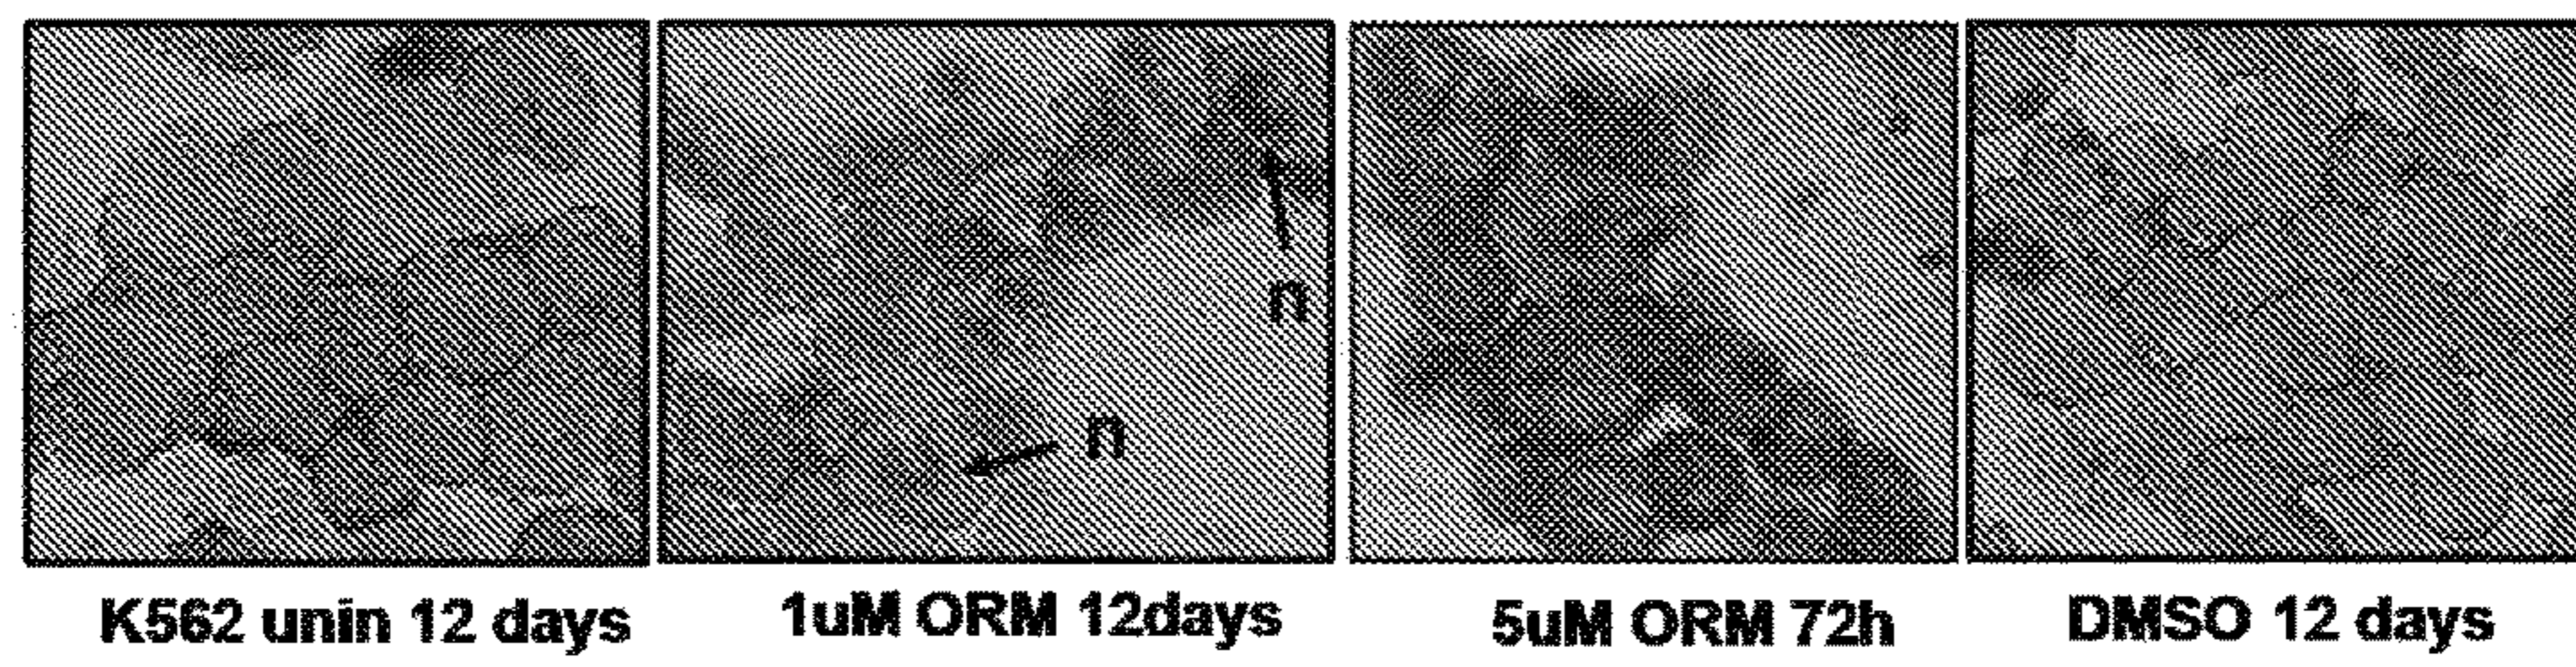 n
n
K562 unin 12 days
1uM ORM 12days
5uM ORM 72h
DMSO 12 days